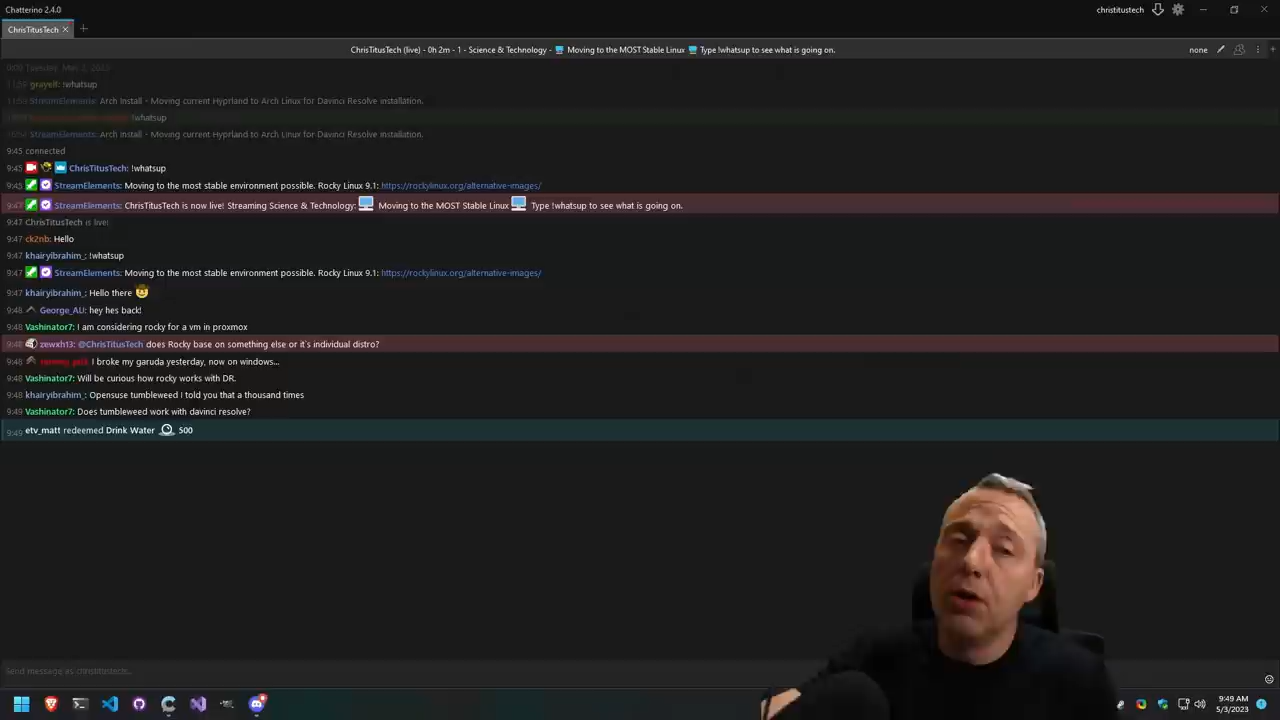 Chatterino 2.4.0
christitustech
ChrisTitusTech
ChrisTitusTech (live) - 0h 2m - 1 - Science & Technology - 🖥️ Moving to the MOST Stable Linux 🖥️ Type !whatsup to see what is going on.
none
grayell: !whatsup
StreamElements: Arch Install - Moving current Hyprland to Arch Linux for Davinci Resolve installation.
!whatsup
StreamElements: Arch Install - Moving current Hyprland to Arch Linux for Davinci Resolve installation.
9:45 connected
9:45 ChrisTitusTech: !whatsup
9:45 StreamElements: Moving to the most stable environment possible. Rocky Linux 9.1: https://rockylinux.org/alternative-images/
9:47 StreamElements: ChrisTitusTech is now live! Streaming Science & Technology: 🖥️ Moving to the MOST Stable Linux 🖥️ Type !whatsup to see what is going on.
9:47 ChrisTitusTech is live!
9:47 ck2nb: Hello
9:47 khairyibrahim_: !whatsup
9:47 StreamElements: Moving to the most stable environment possible. Rocky Linux 9.1: https://rockylinux.org/alternative-images/
9:47 khairyibrahim_: Hello there 🤠
9:48 George_AU: hey hes back!
9:48 Vashinator7: I am considering rocky for a vm in proxmox
9:48 zewxh13: @ChrisTitusTech does Rocky base on something else or it`s individual distro?
9:48 I broke my garuda yesterday, now on windows...
9:48 Vashinator7: Will be curious how rocky works with DR.
9:48 khairyibrahim_: Opensuse tumbleweed I told you that a thousand times
9:49 Vashinator7: Does tumbleweed work with davinci resolve?
9:49 etv_matt redeemed Drink Water 500
Send message as christitustech...
9:49 AM
5/3/2023